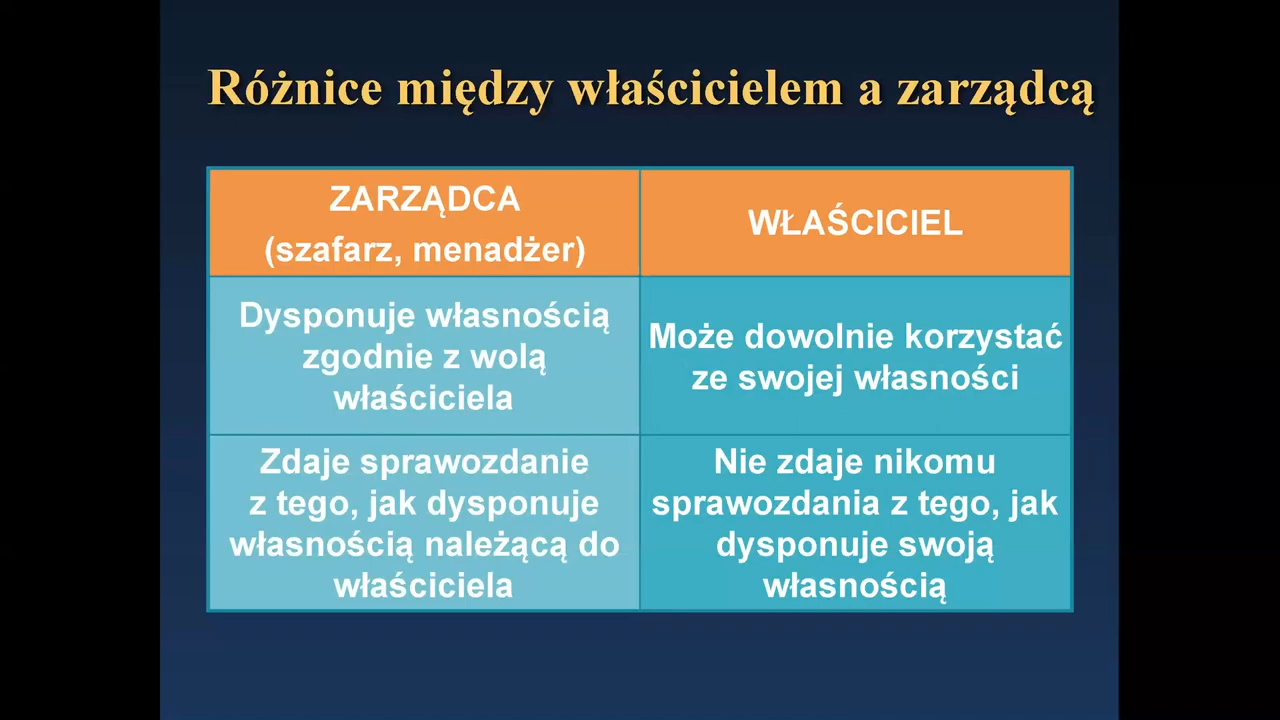 Różnice między właścicielem a zarządcą
ZARZĄDCA
(szafarz, menadżer)
WŁAŚCICIEL
Dysponuje własnością
zgodnie z wolą
właściciela
Może dowolnie korzystać
ze swojej własności
Zdaje sprawozdanie
z tego, jak dysponuje
własnością należącą do
właściciela
Nie zdaje nikomu
sprawozdania z tego, jak
dysponuje swoją
własnością